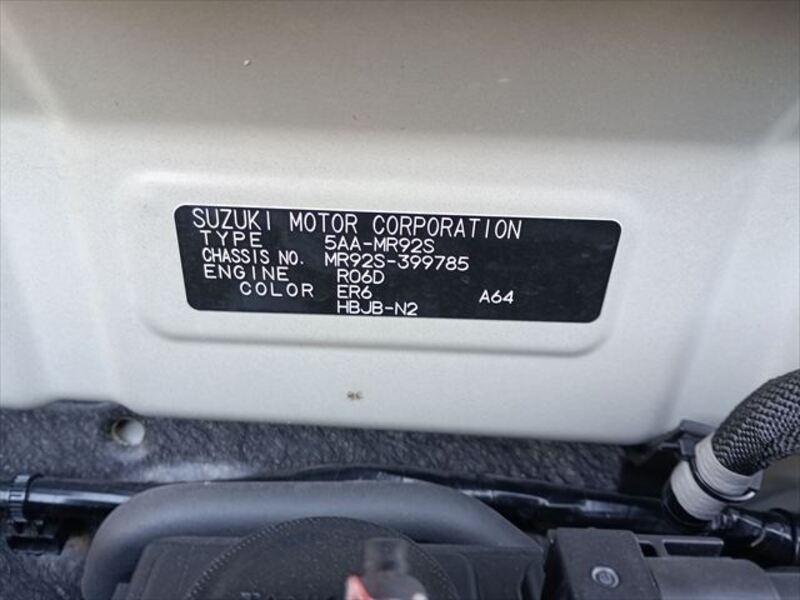 SUZUKI MOTOR CORPORATION
TYPE 5AA-MR92S
CHASSIS NO. MR92S-399785
ENGINE R06D
COLOR ER6 A64
HBJB-N2